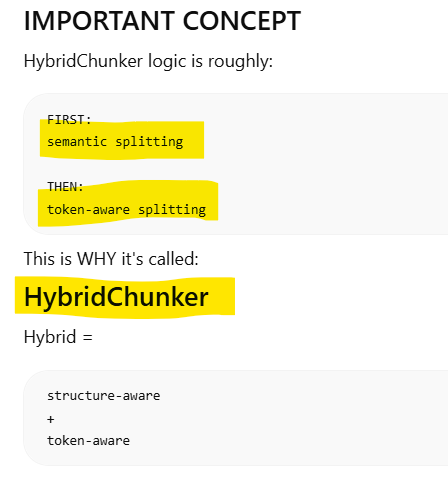 IMPORTANT CONCEPT
HybridChunker logic is roughly:
FIRST:
semantic splitting
THEN:
token-aware splitting
This is WHY it's called:
HybridChunker
Hybrid =
structure-aware
+
token-aware